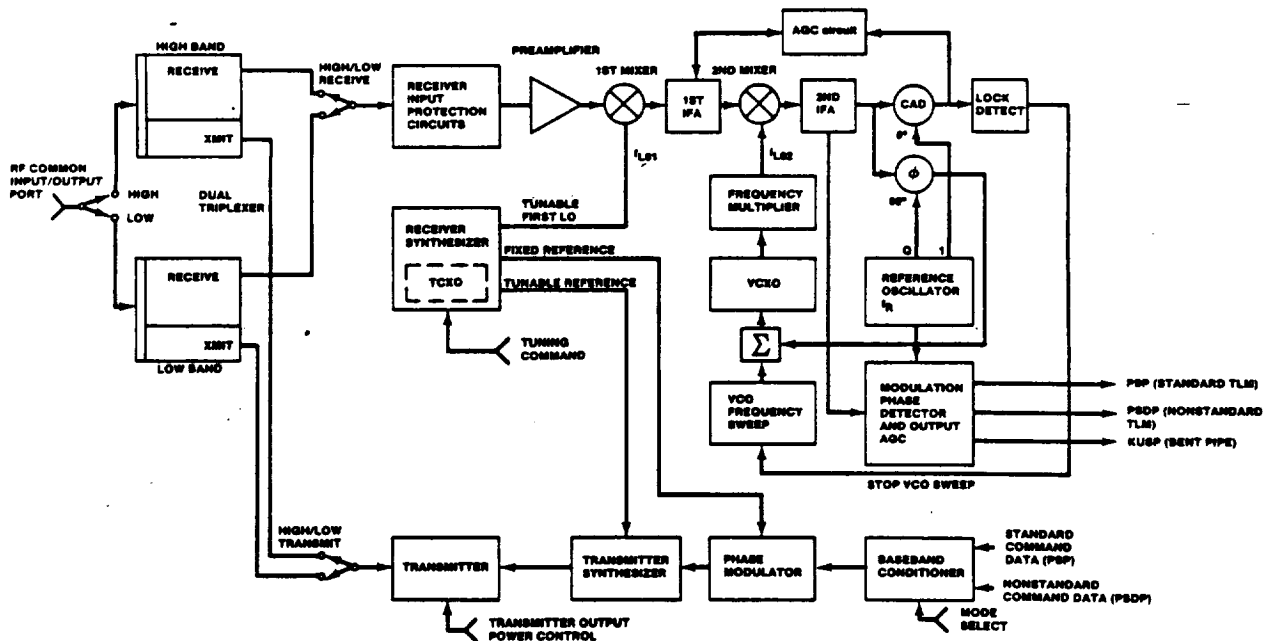 HIGH BAND
RECEIVE
XMIT
HIGH/LOW
RECEIVE
RECEIVER
INPUT
PROTECTION
CIRCUITS
PREAMPLIFIER
1ST MIXER
1ST
IFA
2ND MIXER
2ND
IFA
AGC circuit
CAD
LOCK
DETECT
0°
ϕ
90°
fLO1
fLO2
RF COMMON
INPUT/OUTPUT
PORT
HIGH
LOW
DUAL
TRIPLEXER
RECEIVE
XMIT
LOW BAND
RECEIVER
SYNTHESIZER
TCXO
TUNABLE
FIRST LO
FIXED REFERENCE
TUNABLE REFERENCE
TUNING
COMMAND
FREQUENCY
MULTIPLIER
VCXO
Σ
VCO
FREQUENCY
SWEEP
Q
1
REFERENCE
OSCILLATOR
fR
MODULATION
PHASE
DETECTOR
AND OUTPUT
AGC
PSP (STANDARD TLM)
PSDP (NONSTANDARD
TLM)
KUSP (BENT PIPE)
STOP VCO SWEEP
HIGH/LOW
TRANSMIT
TRANSMITTER
TRANSMITTER
SYNTHESIZER
PHASE
MODULATOR
BASEBAND
CONDITIONER
STANDARD
COMMAND
DATA (PSP)
NONSTANDARD
COMMAND DATA (PSDP)
TRANSMITTER OUTPUT
POWER CONTROL
MODE
SELECT